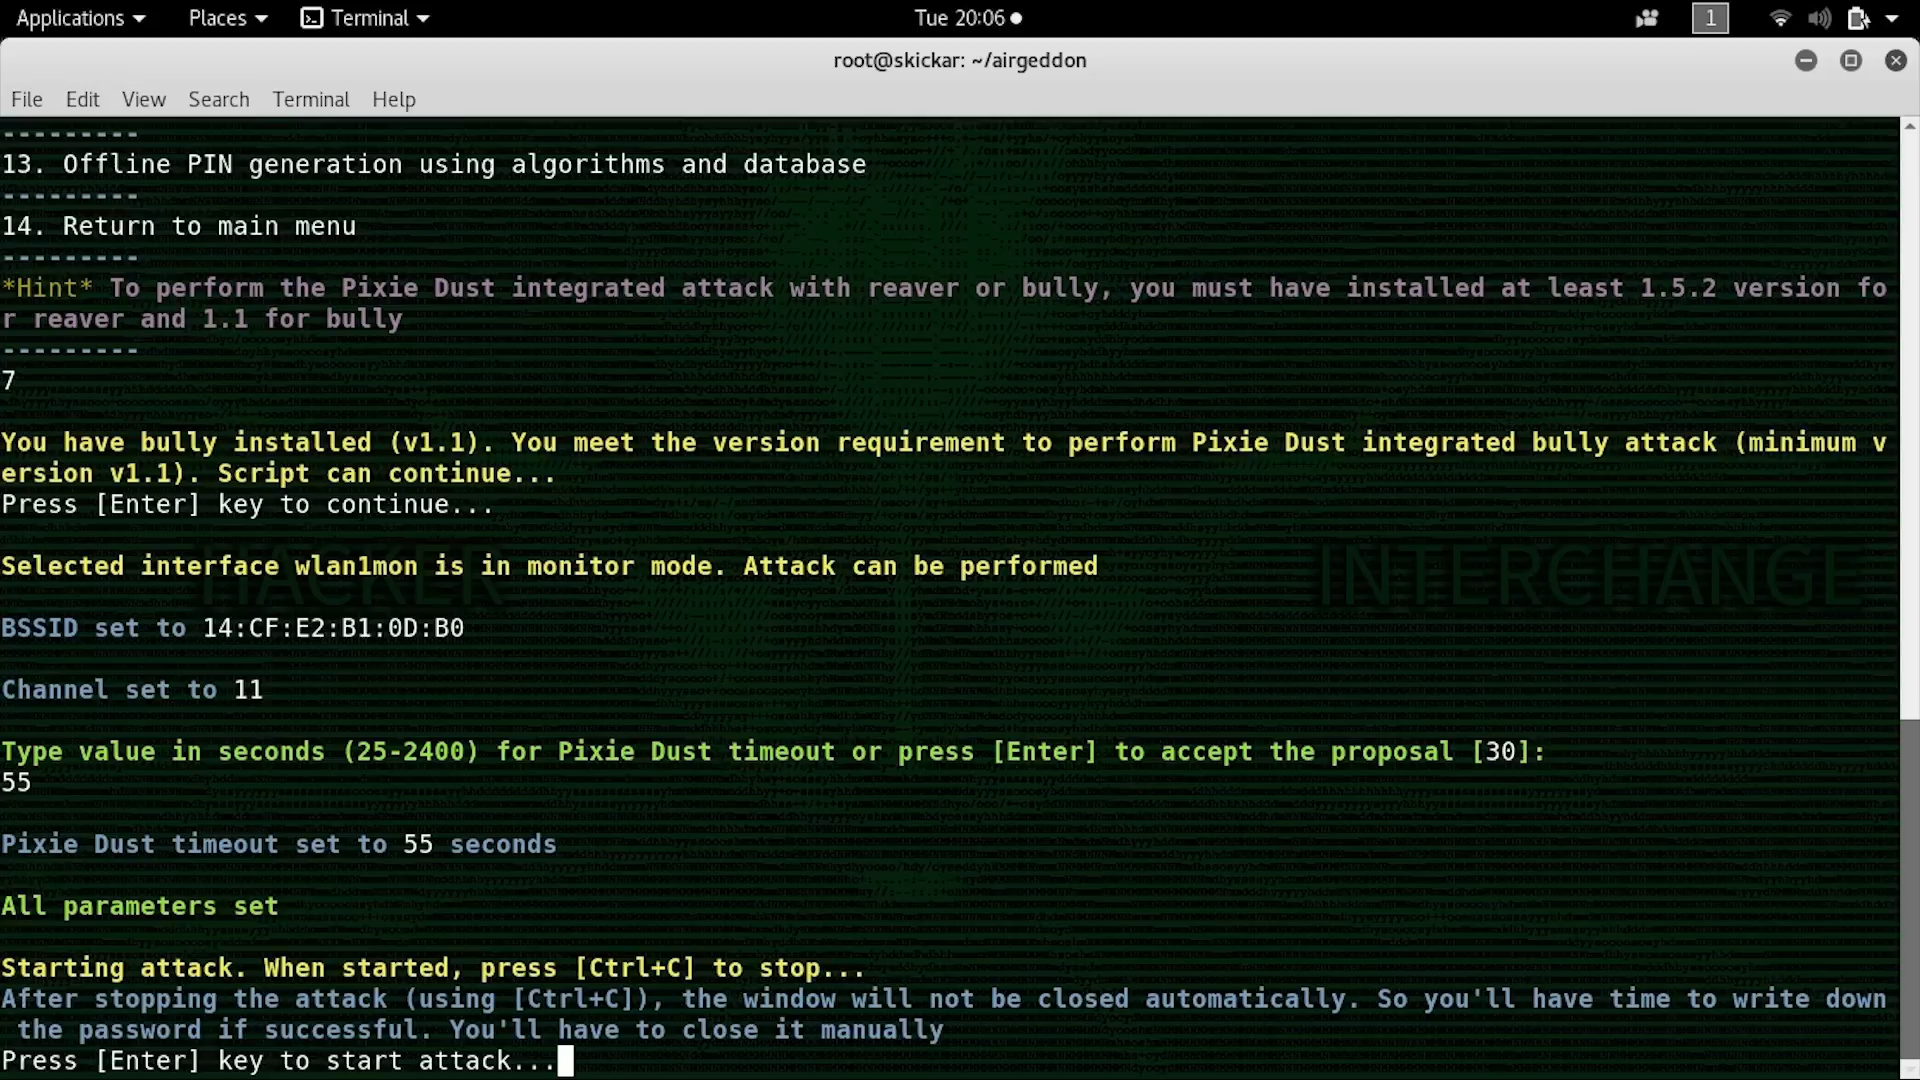 Applications Places Terminal Tue 20:06 1
root@skickar: ~/airgeddon
File Edit View Search Terminal Help
---------
13. Offline PIN generation using algorithms and database
---------
14. Return to main menu
---------
*Hint* To perform the Pixie Dust integrated attack with reaver or bully, you must have installed at least 1.5.2 version fo
r reaver and 1.1 for bully
---------
7
You have bully installed (v1.1). You meet the version requirement to perform Pixie Dust integrated bully attack (minimum v
ersion v1.1). Script can continue...
Press [Enter] key to continue...
Selected interface wlan1mon is in monitor mode. Attack can be performed
HACKER INTERCHANGE
BSSID set to 14:CF:E2:B1:0D:B0
Channel set to 11
Type value in seconds (25-2400) for Pixie Dust timeout or press [Enter] to accept the proposal [30]:
55
Pixie Dust timeout set to 55 seconds
All parameters set
Starting attack. When started, press [Ctrl+C] to stop...
After stopping the attack (using [Ctrl+C]), the window will not be closed automatically. So you'll have time to write down
 the password if successful. You'll have to close it manually
Press [Enter] key to start attack...